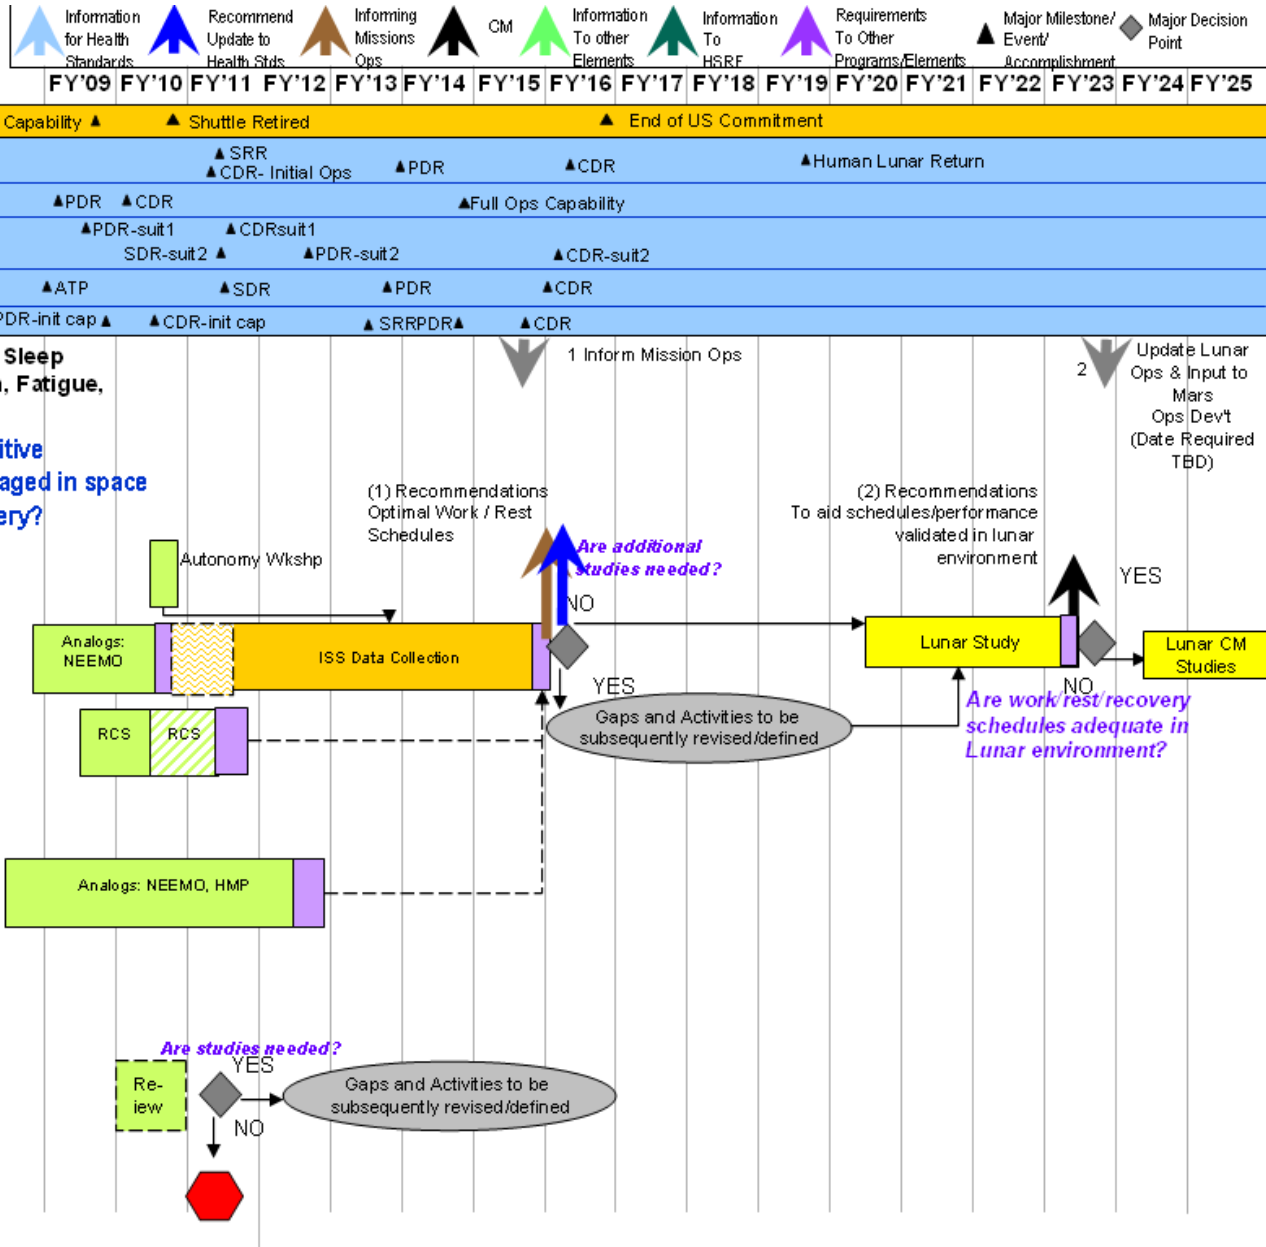 Information
for Health
Standards
Recommend
Update to
Health Stds
Informing
Missions
Ops
CM
Information
To other
Elements
Information
To
HSRF
Requirements
To Other
Programs/Elements
Major Milestone/
Event/
Accomplishment
Major Decision
Point
FY'09 FY'10 FY'11 FY'12 FY'13 FY'14 FY'15 FY'16 FY'17 FY'18 FY'19 FY'20 FY'21 FY'22 FY'23 FY'24 FY'25
Capability Shuttle Retired End of US Commitment
SRR
CDR- Initial Ops PDR CDR Human Lunar Return
PDR CDR Full Ops Capability
PDR-suit1 CDRsuit1
SDR-suit2 PDR-suit2 CDR-suit2
ATP SDR PDR CDR
PDR-init cap CDR-init cap SRR PDR CDR
Sleep
, Fatigue,
itive
aged in space
ery?
1 Inform Mission Ops
2
Update Lunar
Ops & Input to
Mars
Ops Dev't
(Date Required
TBD)
(1) Recommendations
Optimal Work / Rest
Schedules
(2) Recommendations
To aid schedules/performance
validated in lunar
environment
Autonomy Wkshp
Are additional
studies needed?
NO
YES
YES
NO
Analogs:
NEEMO
ISS Data Collection
Lunar Study
Lunar CM
Studies
RCS RCS
Gaps and Activities to be
subsequently revised/defined
Are work/rest/recovery
schedules adequate in
Lunar environment?
Analogs: NEEMO, HMP
Are studies needed?
YES
Re-
iew
Gaps and Activities to be
subsequently revised/defined
NO